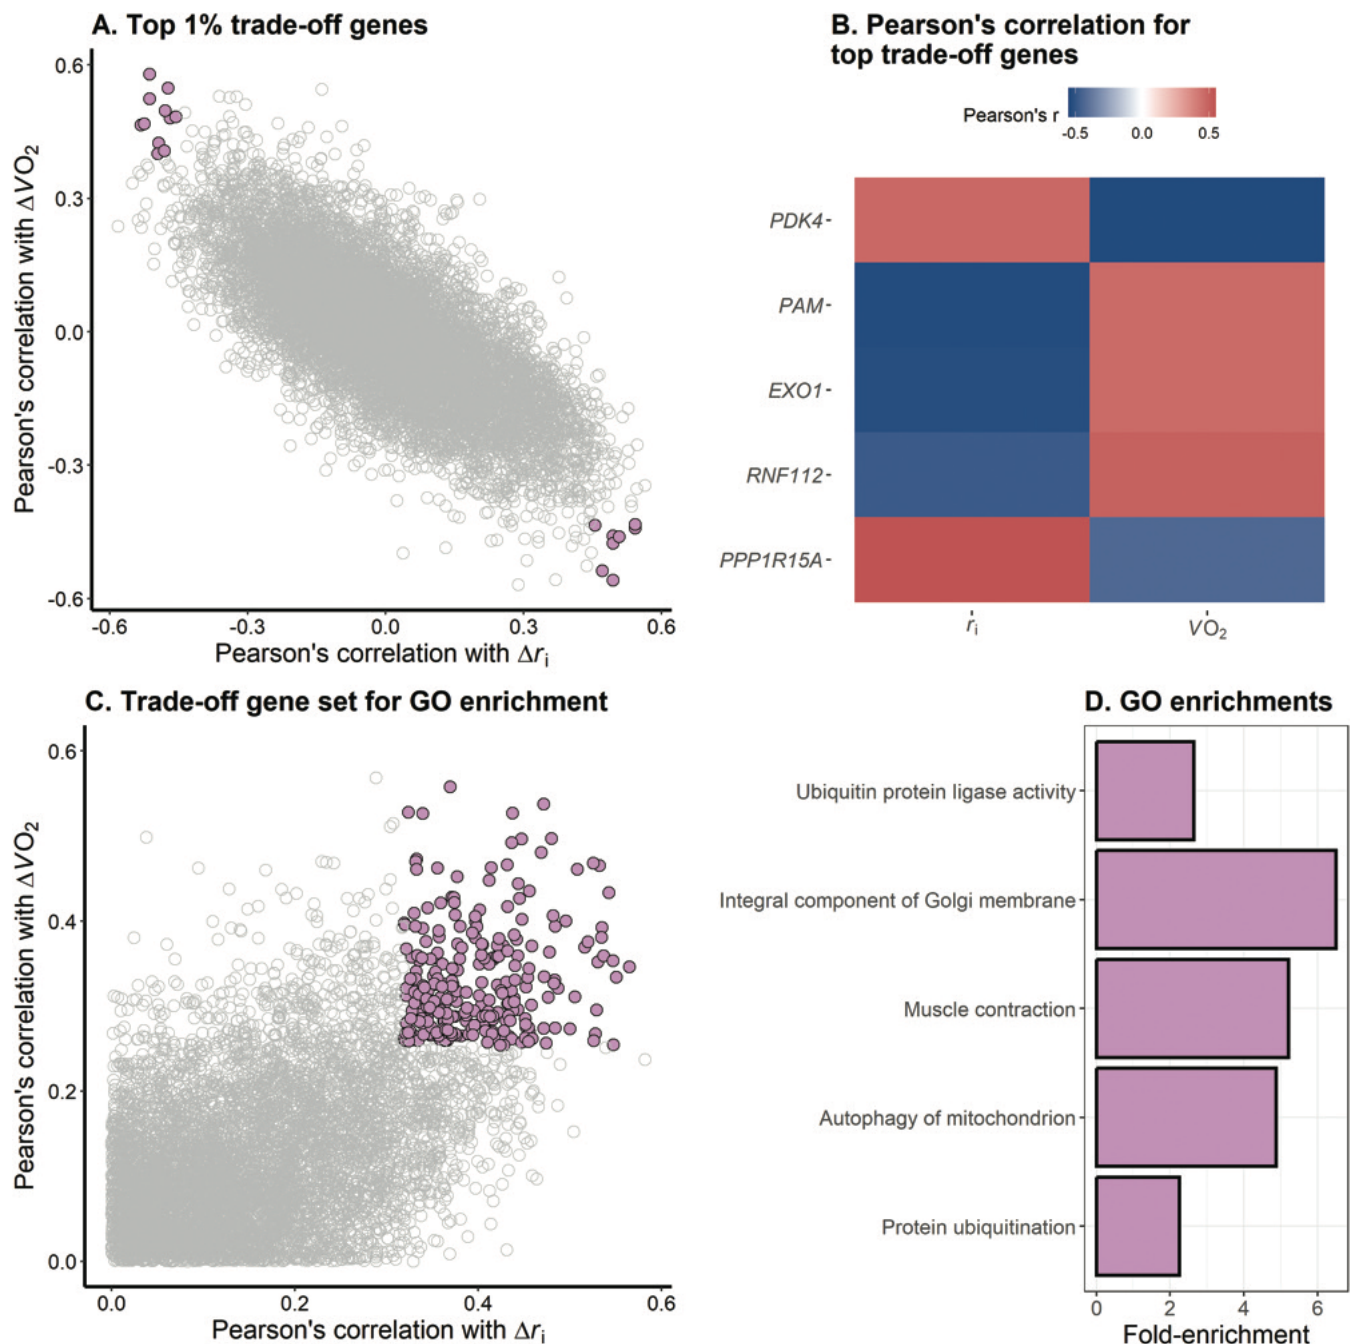 A. Top 1% trade-off genes
0.6
0.3
0.0
-0.3
-0.6
-0.6 -0.3 0.0 0.3 0.6
Pearson's correlation with ΔVO₂
Pearson's correlation with Δrᵢ
B. Pearson's correlation for
top trade-off genes
Pearson's r
-0.5 0.0 0.5
PDK4
PAM
EXO1
RNF112
PPP1R15A
rᵢ V̇O₂
C. Trade-off gene set for GO enrichment
0.6
0.4
0.2
0.0
0.0 0.2 0.4 0.6
Pearson's correlation with ΔVO₂
Pearson's correlation with Δrᵢ
D. GO enrichments
Ubiquitin protein ligase activity
Integral component of Golgi membrane
Muscle contraction
Autophagy of mitochondrion
Protein ubiquitination
0 2 4 6
Fold-enrichment